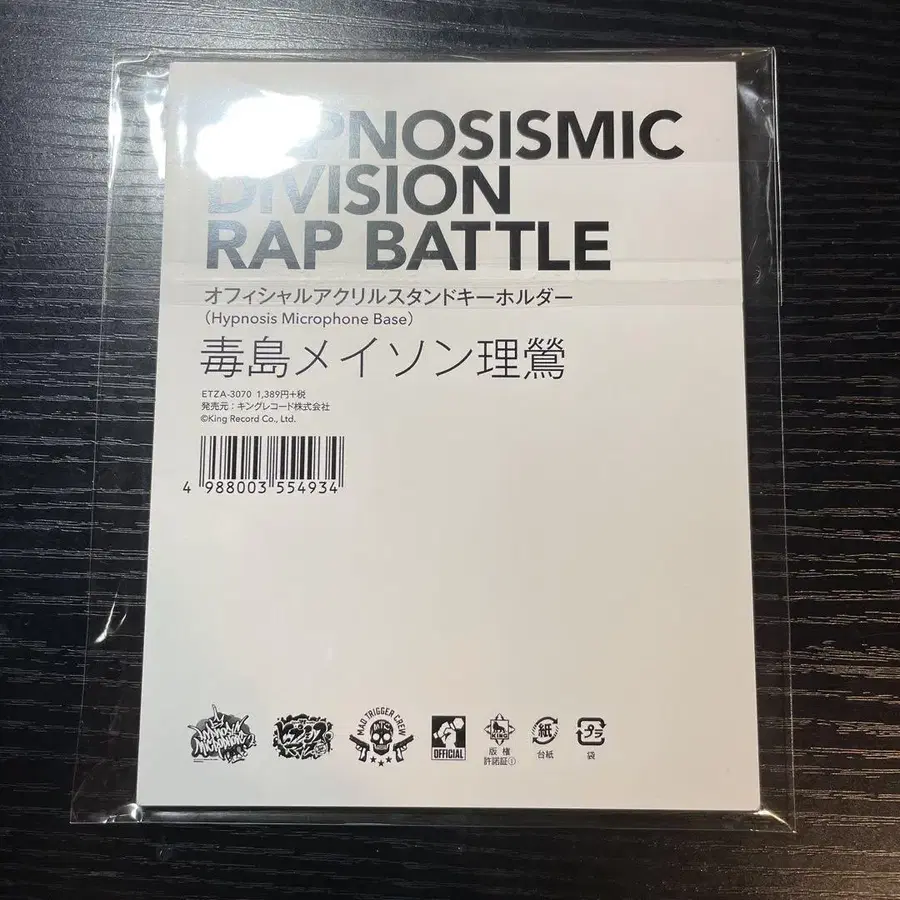 HYPNOSISMIC
DIVISION
RAP BATTLE
オフィシャルアクリルスタンドキーホルダー
(Hypnosis Microphone Base)
毒島メイソン理鶯
ETZA-3070 1,389円+税
発売元:キングレコード株式会社
©King Record Co., Ltd.
4 988003 554934
MAD TRIGGER CREW
MTC
OFFICIAL
KING
版権
許諾証①
紙
台紙
プラ
袋